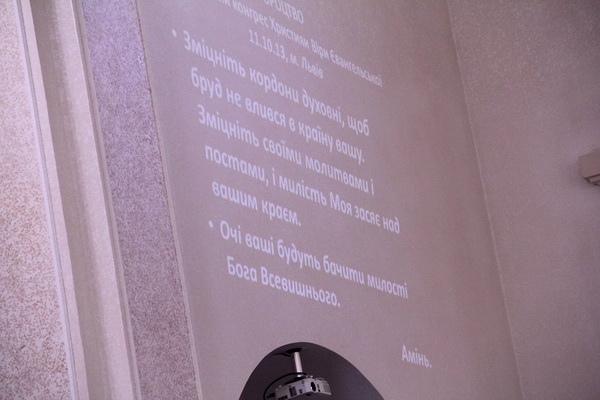 конгрес Христиан Віри Євангельської
11.10.13, м. Львів
• Зміцніть кордони духовні, щоб
бруд не влився в країну вашу.
Зміцніть своїми молитвами і
постами, і милість Моя засяє над
вашим краєм.
• Очі ваші будуть бачити милості
Бога Всевишнього.
Амінь.